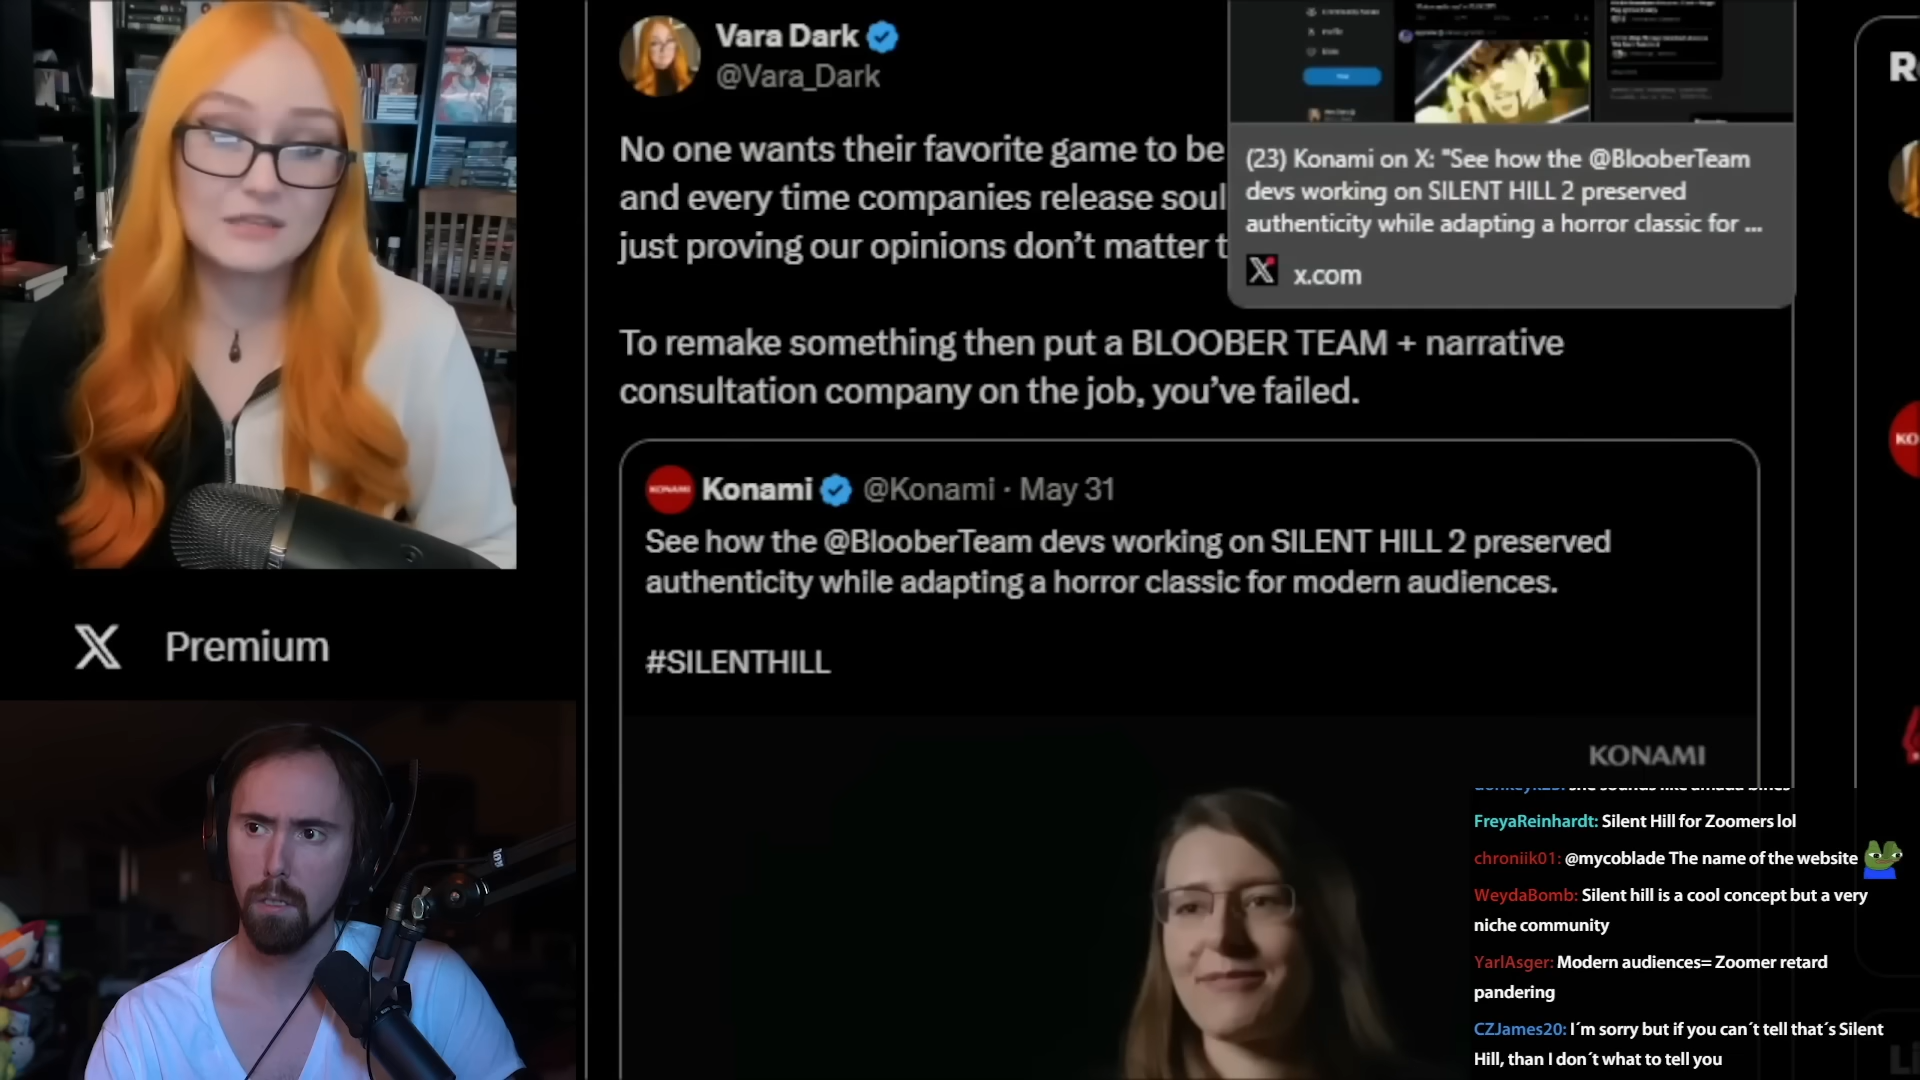 Vara Dark
@Vara_Dark
No one wants their favorite game to be
and every time companies release soul
just proving our opinions don't matter t
To remake something then put a BLOOBER TEAM + narrative
consultation company on the job, you've failed.
(23) Konami on X: "See how the @BlooberTeam
devs working on SILENT HILL 2 preserved
authenticity while adapting a horror classic for ...
x.com
KONAMI
Konami @Konami · May 31
See how the @BlooberTeam devs working on SILENT HILL 2 preserved
authenticity while adapting a horror classic for modern audiences.
#SILENTHILL
KONAMI
Premium
FreyaReinhardt: Silent Hill for Zoomers lol
chroniik01: @mycoblade The name of the website
WeydaBomb: Silent hill is a cool concept but a very
niche community
YarlAsger: Modern audiences= Zoomer retard
pandering
CZJames20: I´m sorry but if you can´t tell that´s Silent
Hill, than I don´t what to tell you
KO